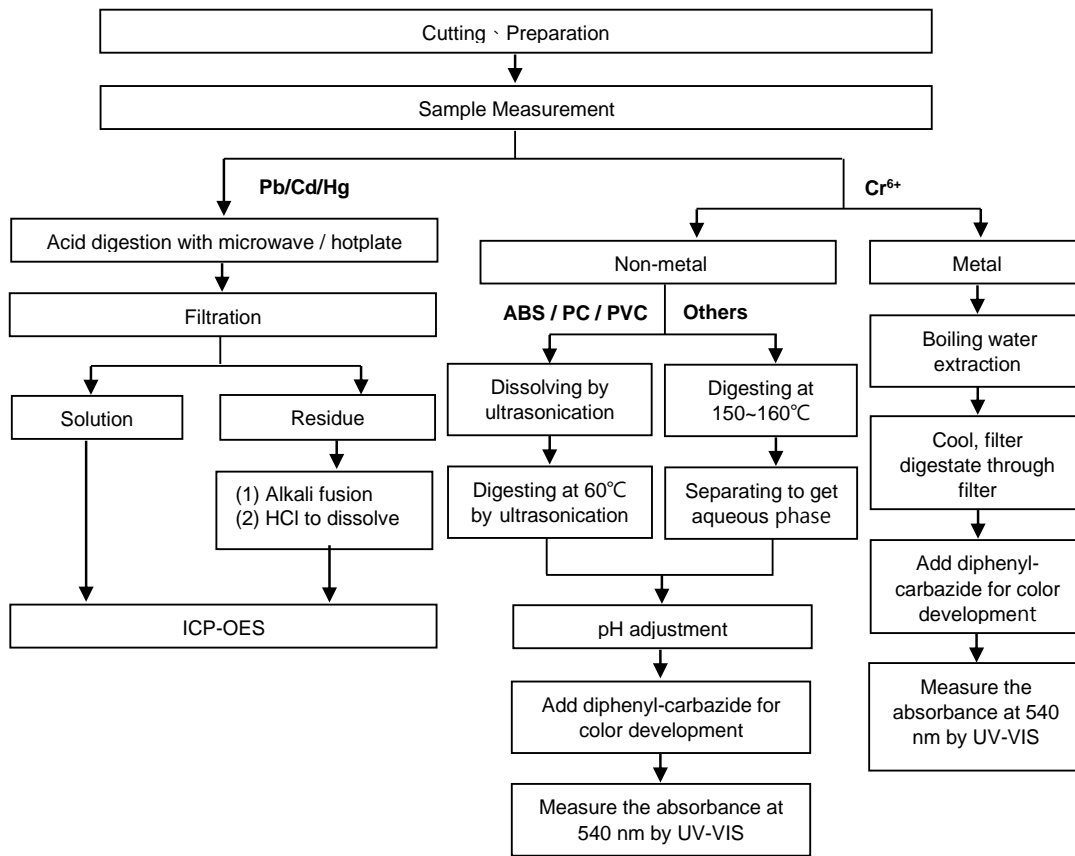 Cutting、Preparation
Sample Measurement
Pb/Cd/Hg
Cr⁶⁺
Acid digestion with microwave / hotplate
Filtration
Solution
Residue
(1) Alkali fusion
(2) HCl to dissolve
ICP-OES
Non-metal
ABS / PC / PVC
Others
Dissolving by
ultrasonication
Digesting at 60℃
by ultrasonication
Digesting at
150~160℃
Separating to get
aqueous phase
pH adjustment
Add diphenyl-carbazide for
color development
Measure the absorbance at
540 nm by UV-VIS
Metal
Boiling water
extraction
Cool, filter
digestate through
filter
Add diphenyl-
carbazide for color
development
Measure the
absorbance at 540
nm by UV-VIS